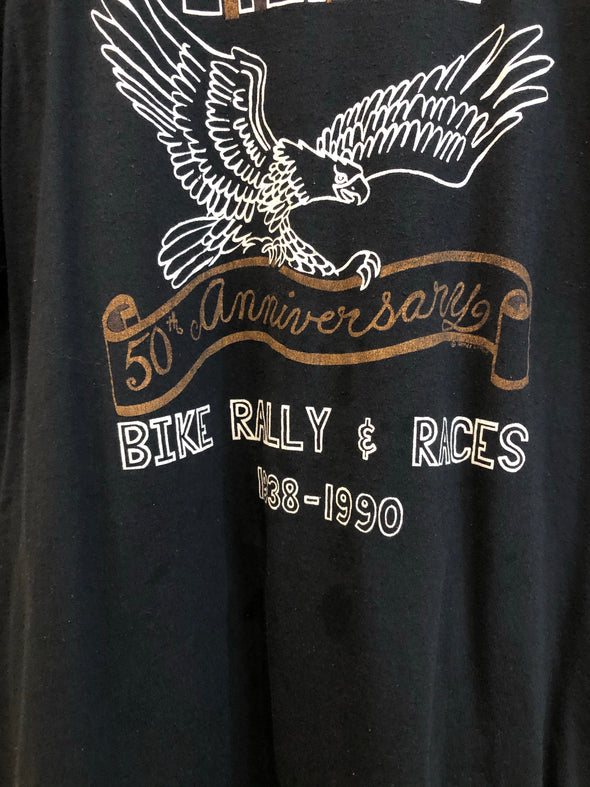 50th Anniversary
BIKE RALLY & RACES
1938-1990